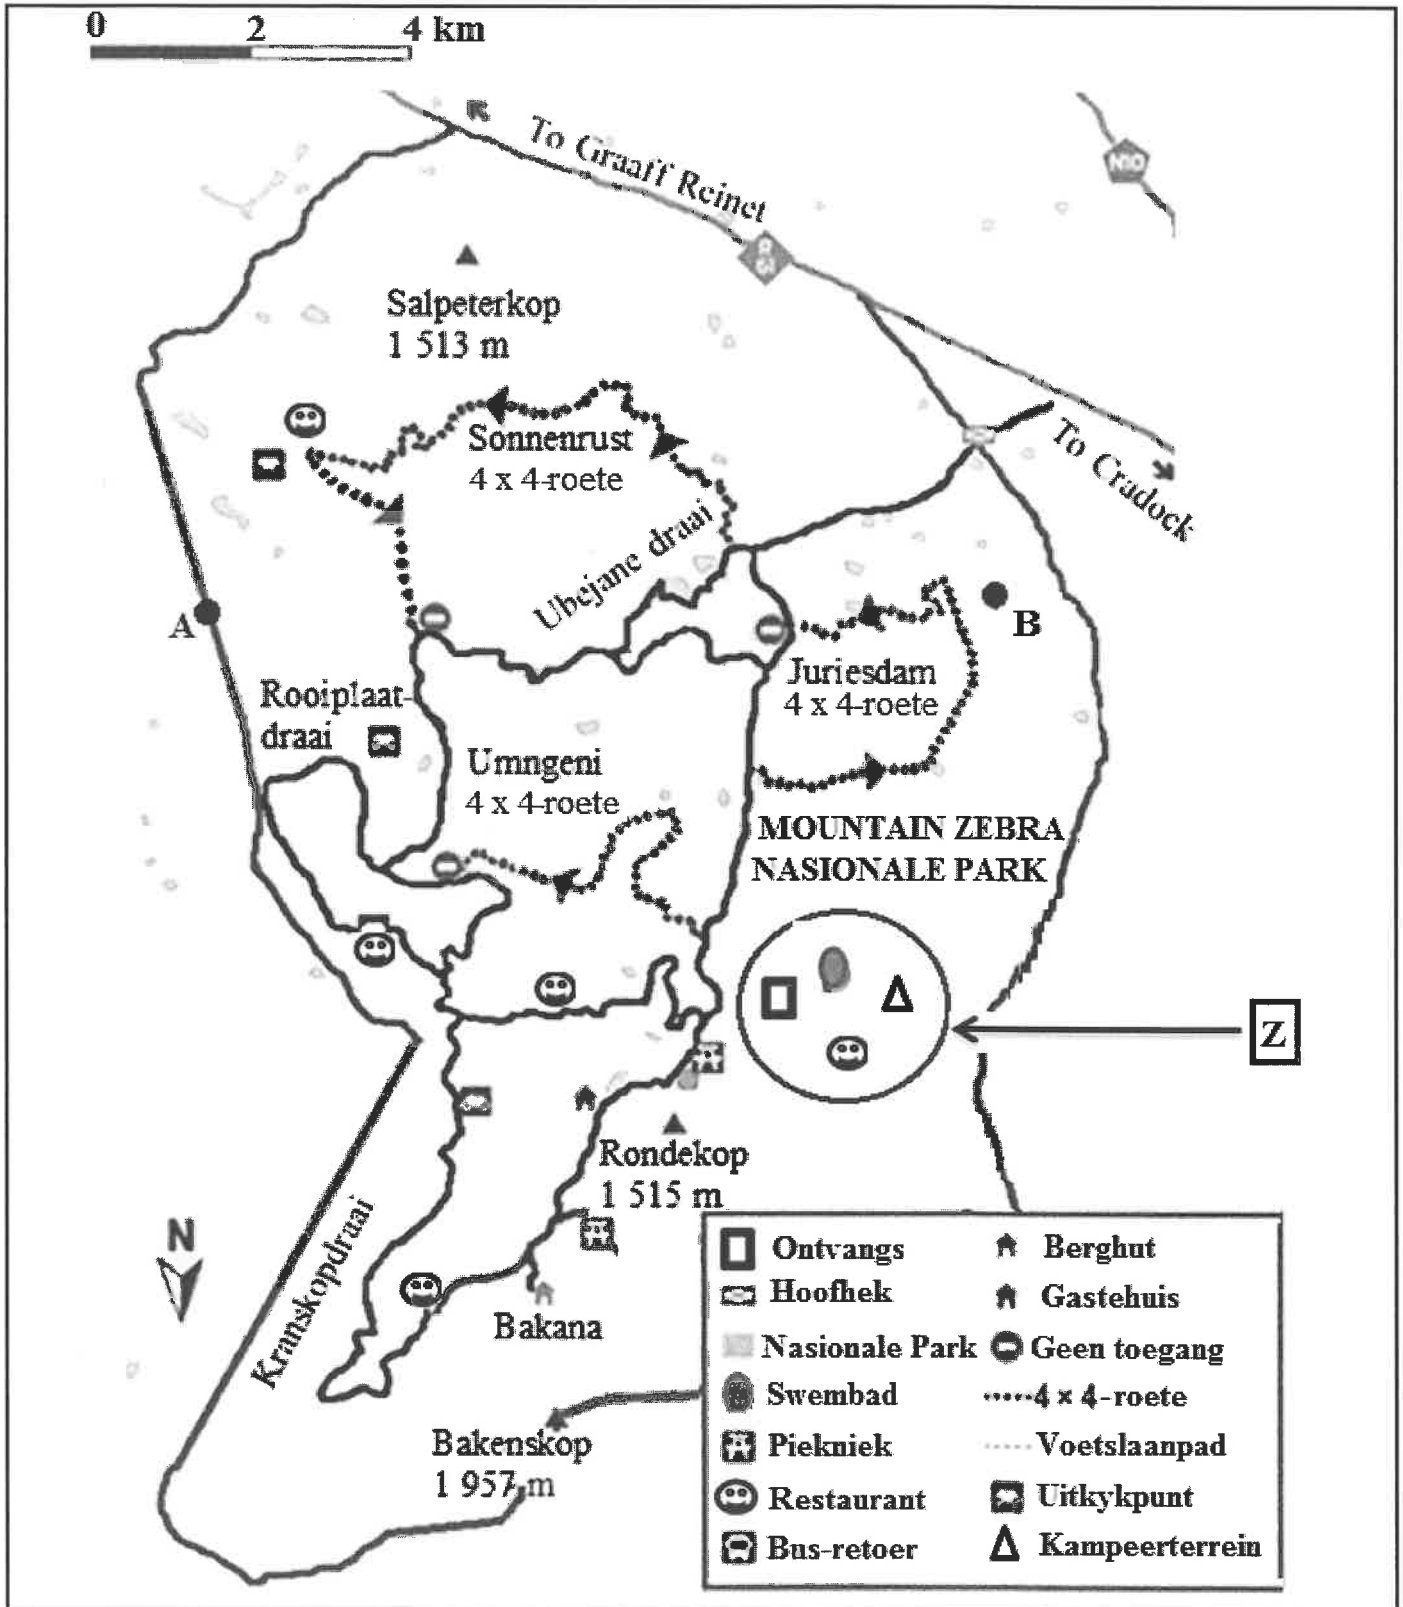 0 2 4 km
To Graaff Reinet
N10
Salpeterkop
1 513 m
Sonnenrust
4 x 4-roete
To Cradock
Ubejane draai
A
B
Juriesdam
4 x 4-roete
Rooiplaat-
draai
Umngeni
4 x 4-roete
MOUNTAIN ZEBRA
NASIONALE PARK
Z
Rondekop
1 515 m
N
Kranskopdraai
Bakana
Bakenskop
1 957 m
Ontvangs
Hoofhek
Nasionale Park
Swembad
Piekniek
Restaurant
Bus-retoer
Berghut
Gastehuis
Geen toegang
4 × 4-roete
Voetslaanpad
Uitkykpunt
Kampeerterrein